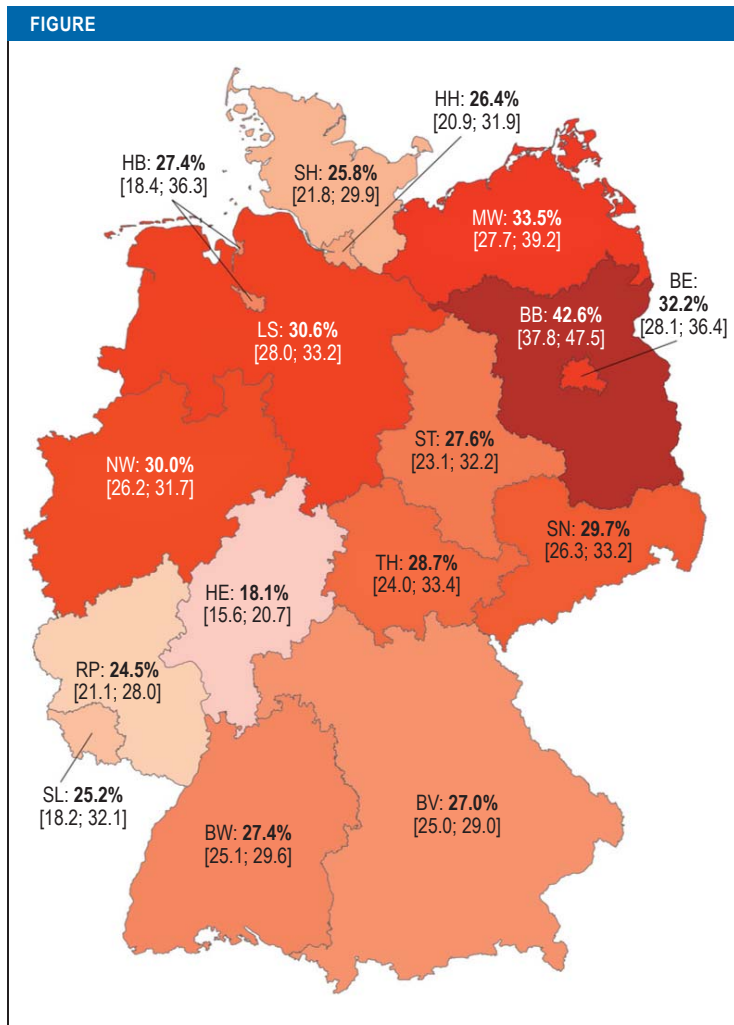 FIGURE
HH: 26.4%
[20.9; 31.9]
HB: 27.4%
[18.4; 36.3]
SH: 25.8%
[21.8; 29.9]
MW: 33.5%
[27.7; 39.2]
BE:
32.2%
[28.1; 36.4]
BB: 42.6%
[37.8; 47.5]
LS: 30.6%
[28.0; 33.2]
ST: 27.6%
[23.1; 32.2]
NW: 30.0%
[26.2; 31.7]
SN: 29.7%
[26.3; 33.2]
TH: 28.7%
[24.0; 33.4]
HE: 18.1%
[15.6; 20.7]
RP: 24.5%
[21.1; 28.0]
SL: 25.2%
[18.2; 32.1]
BV: 27.0%
[25.0; 29.0]
BW: 27.4%
[25.1; 29.6]